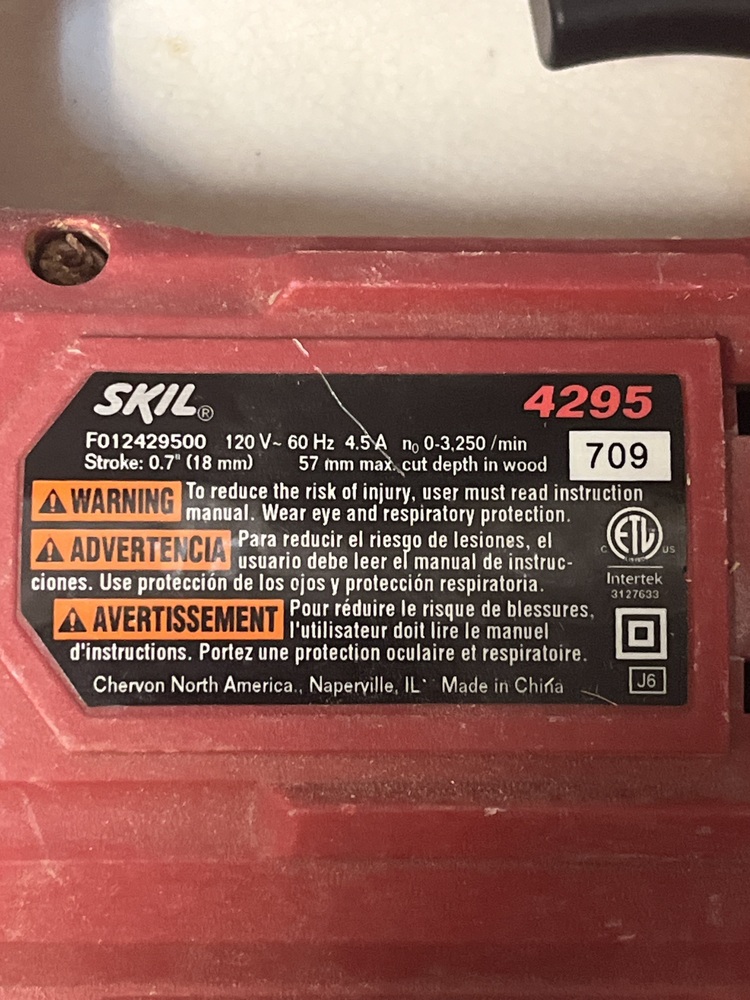 SKIL® 4295
F012429500 120 V~ 60 Hz 4.5 A n₀ 0-3,250 /min
Stroke: 0.7" (18 mm) 57 mm max. cut depth in wood
709
WARNING To reduce the risk of injury, user must read instruction
manual. Wear eye and respiratory protection.
ADVERTENCIA Para reducir el riesgo de lesiones, el
usuario debe leer el manual de instruc-
ciones. Use protección de los ojos y protección respiratoria.
AVERTISSEMENT Pour réduire le risque de blessures,
l'utilisateur doit lire le manuel
d'instructions. Portez une protection oculaire et respiratoire.
Chervon North America., Naperville, IL Made in China
C ETL US
Intertek
3127633
J6